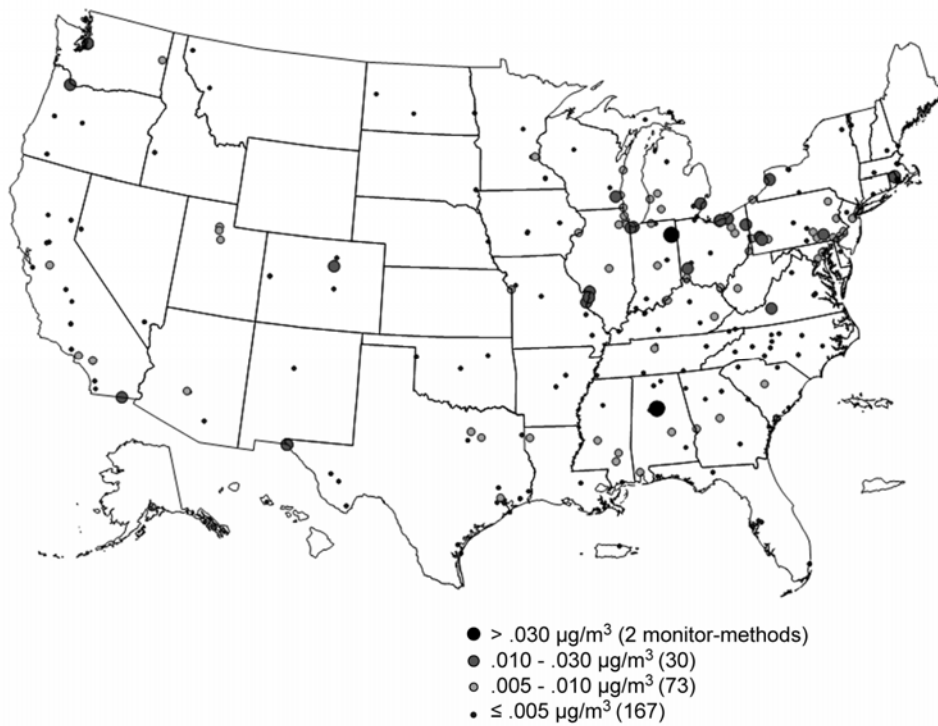 > .030 µg/m³ (2 monitor-methods)
.010 - .030 µg/m³ (30)
.005 - .010 µg/m³ (73)
≤ .005 µg/m³ (167)